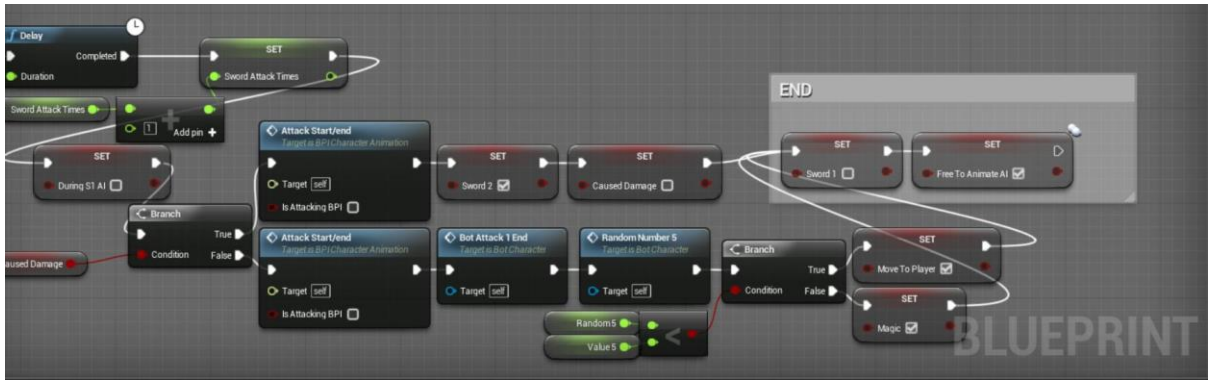 f Delay
Completed
Duration
SET
Sword Attack Times
Sword Attack Times
1
Add pin +
SET
During S1 AI
Branch
True
Condition
False
aused Damage
Attack Start/end
Target is BPI Character Animation
Target self
Is Attacking BPI
SET
Sword 2
SET
Caused Damage
Attack Start/end
Target is BPI Character Animation
Target self
Is Attacking BPI
Bot Attack 1 End
Target is Bot Character
Target self
Random Number 5
Target is Bot Character
Target self
Random5
Value 5
<
Branch
True
Condition
False
END
SET
Sword 1
SET
Free To Animate AI
SET
Move To Player
SET
Magic
BLUEPRINT